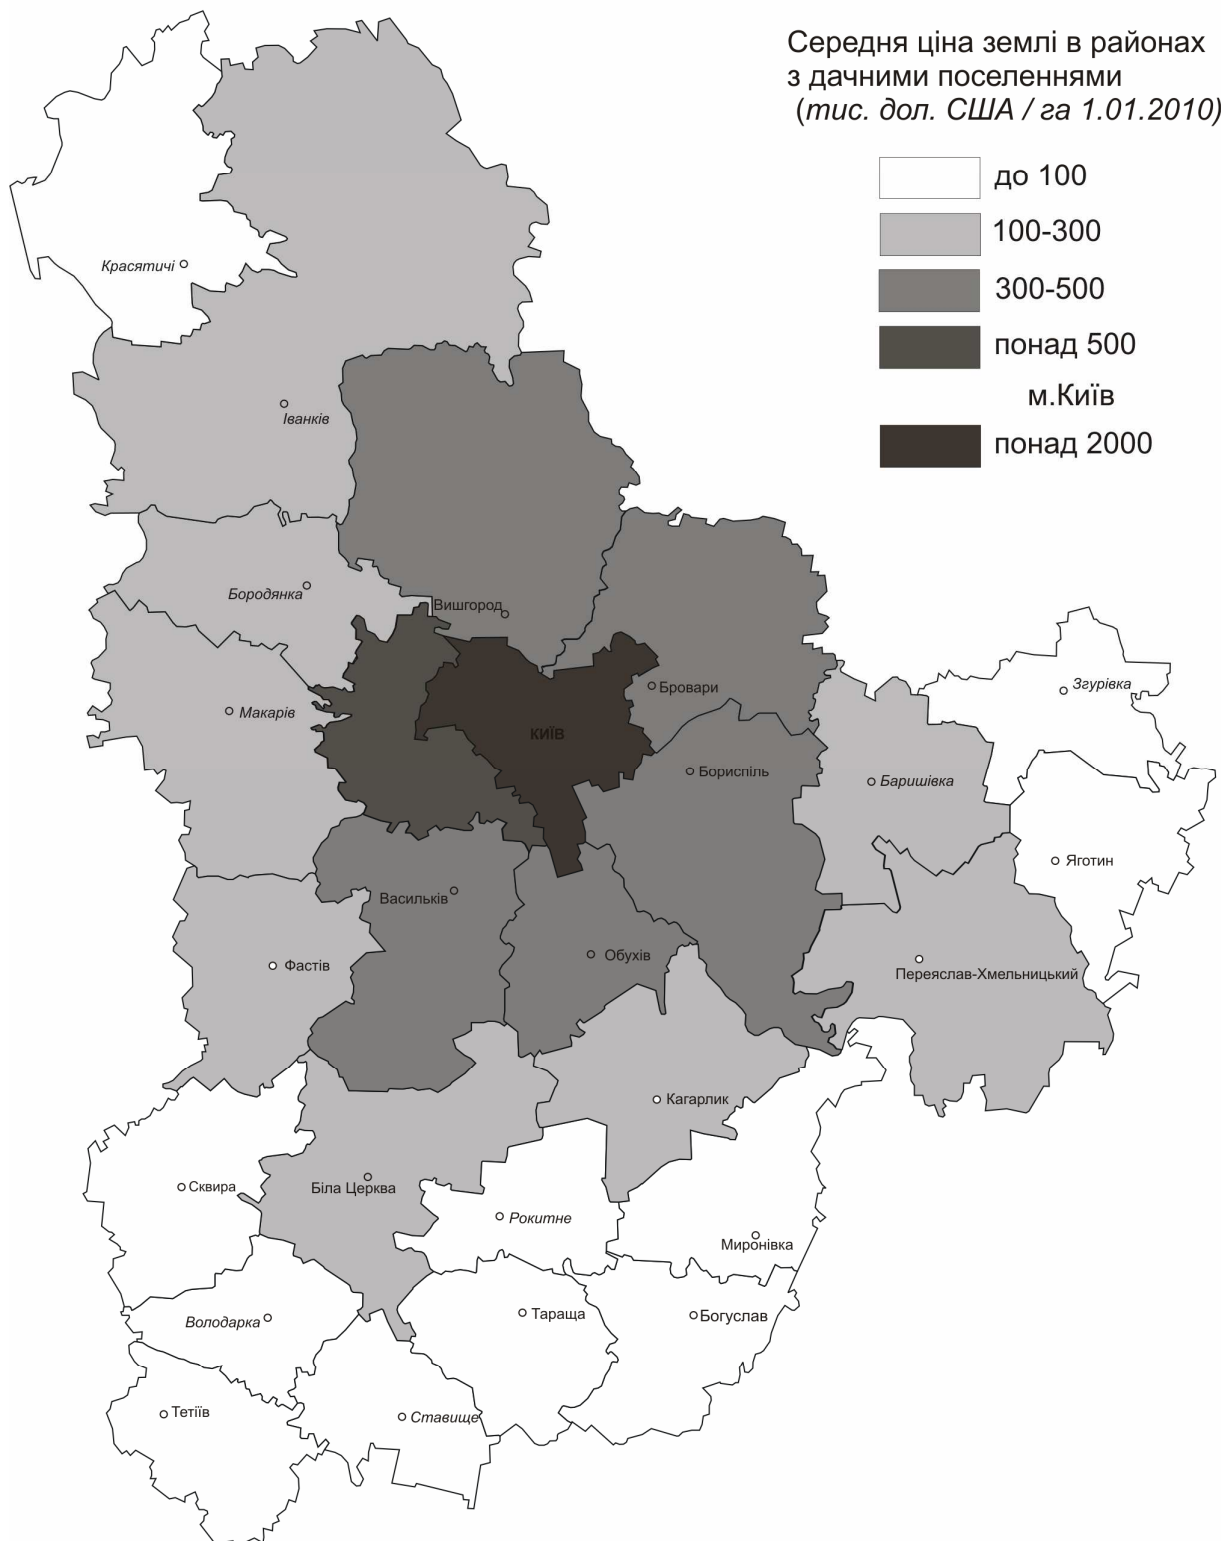 Середня ціна землі в районах
з дачними поселеннями
(тис. дол. США / га 1.01.2010)
до 100
100-300
300-500
понад 500
м.Київ
понад 2000
Красятичі
Іванків
Бородянка
Вишгород
Макарів
Бровари
Згурівка
київ
Бориспіль
Баришівка
Яготин
Васильків
Фастів
Обухів
Переяслав-Хмельницький
Кагарлик
Сквира
Біла Церква
Рокитне
Миронівка
Володарка
Тараща
Богуслав
Тетіїв
Ставище